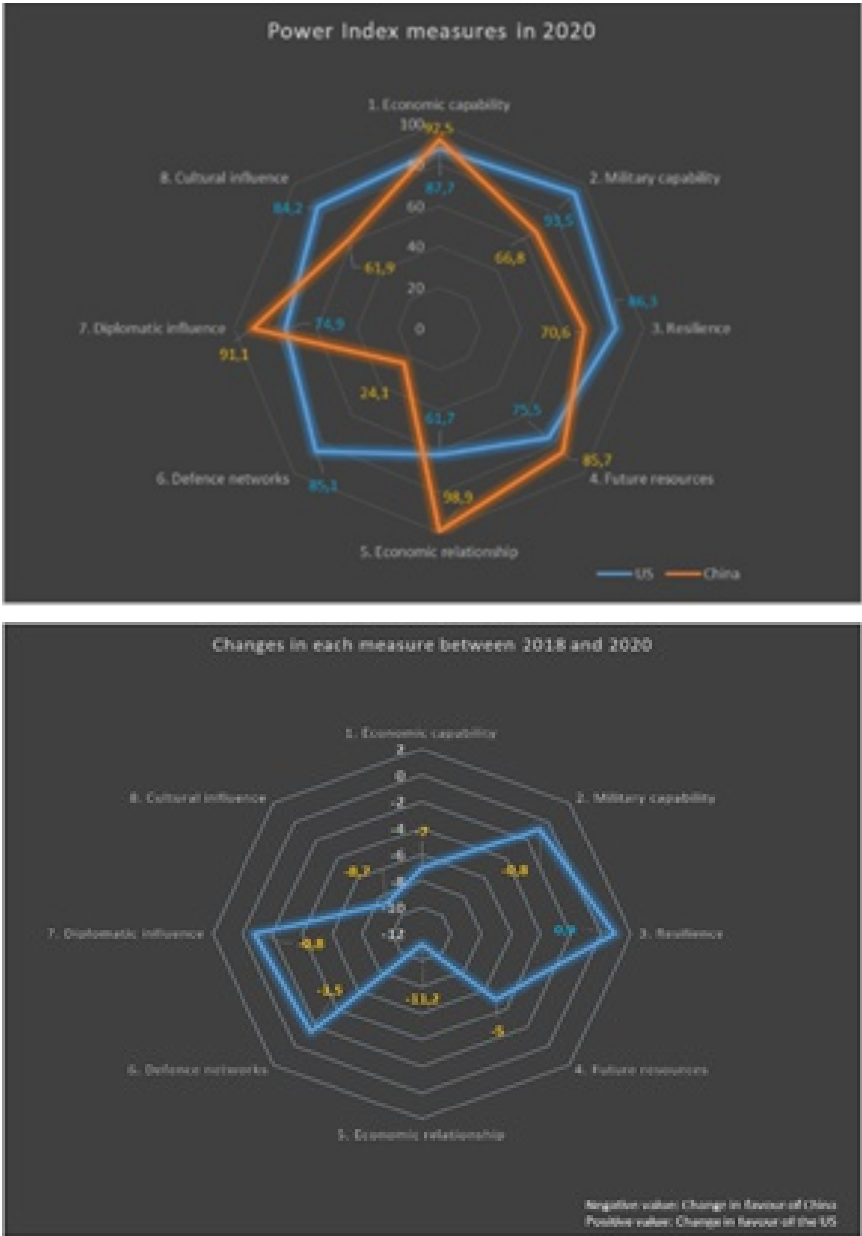 Power Index measures in 2020
1. Economic capability
100
92,5
80
87,7
8. Cultural influence
2. Military capability
84,2
60
93,5
40
66,8
61,9
20
86,3
7. Diplomatic influence
74,9
0
70,6
3. Resilience
91,1
24,1
61,7
75,5
85,7
6. Defence networks
85,1
98,9
4. Future resources
5. Economic relationship
US
China
Changes in each measure between 2018 and 2020
1. Economic capability
2
0
8. Cultural influence
-2
2. Military capability
-4
-7
-6
-0,8
-8
-10
7. Diplomatic influence
-0,8
-12
0,9
3. Resilience
-11,2
-5
6. Defence networks
4. Future resources
5. Economic relationship
Negative value: Change in favour of China
Positive value: Change in favour of the US